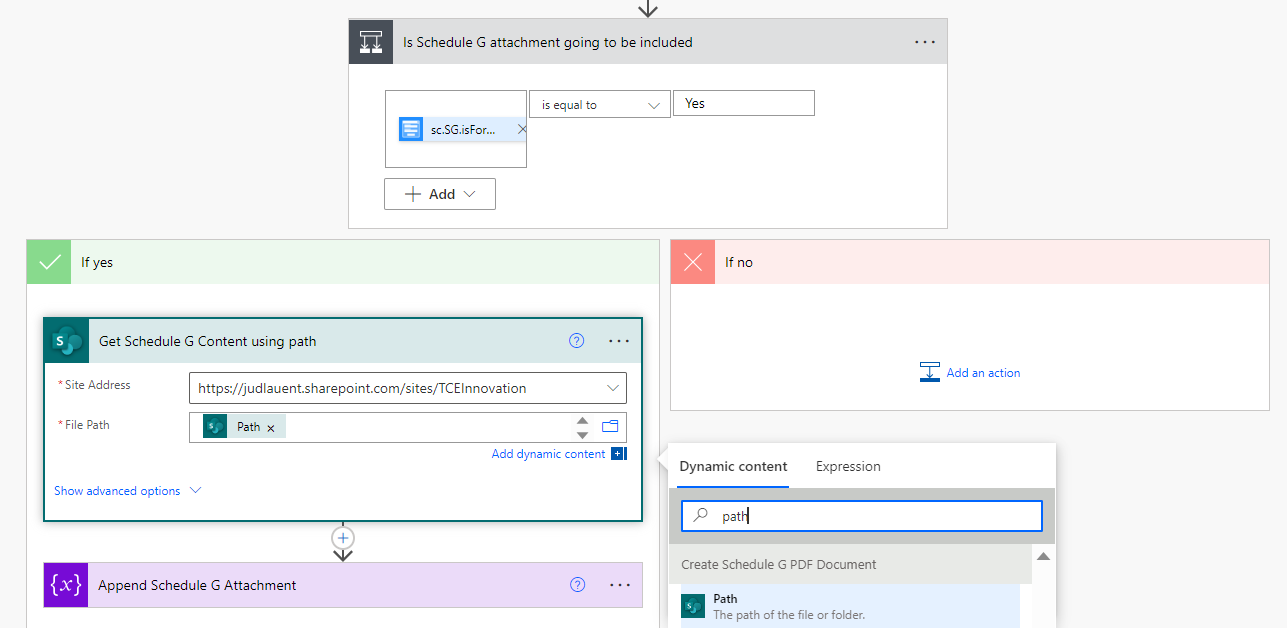 Is Schedule G attachment going to be included
sc.SG.isFor...
is equal to
Yes
Add
If yes
If no
Get Schedule G Content using path
*Site Address
https://judlauent.sharepoint.com/sites/TCEInnovation
*File Path
Path
Add dynamic content
Show advanced options
Append Schedule G Attachment
Add an action
Dynamic content
Expression
path
Create Schedule G PDF Document
Path
The path of the file or folder.